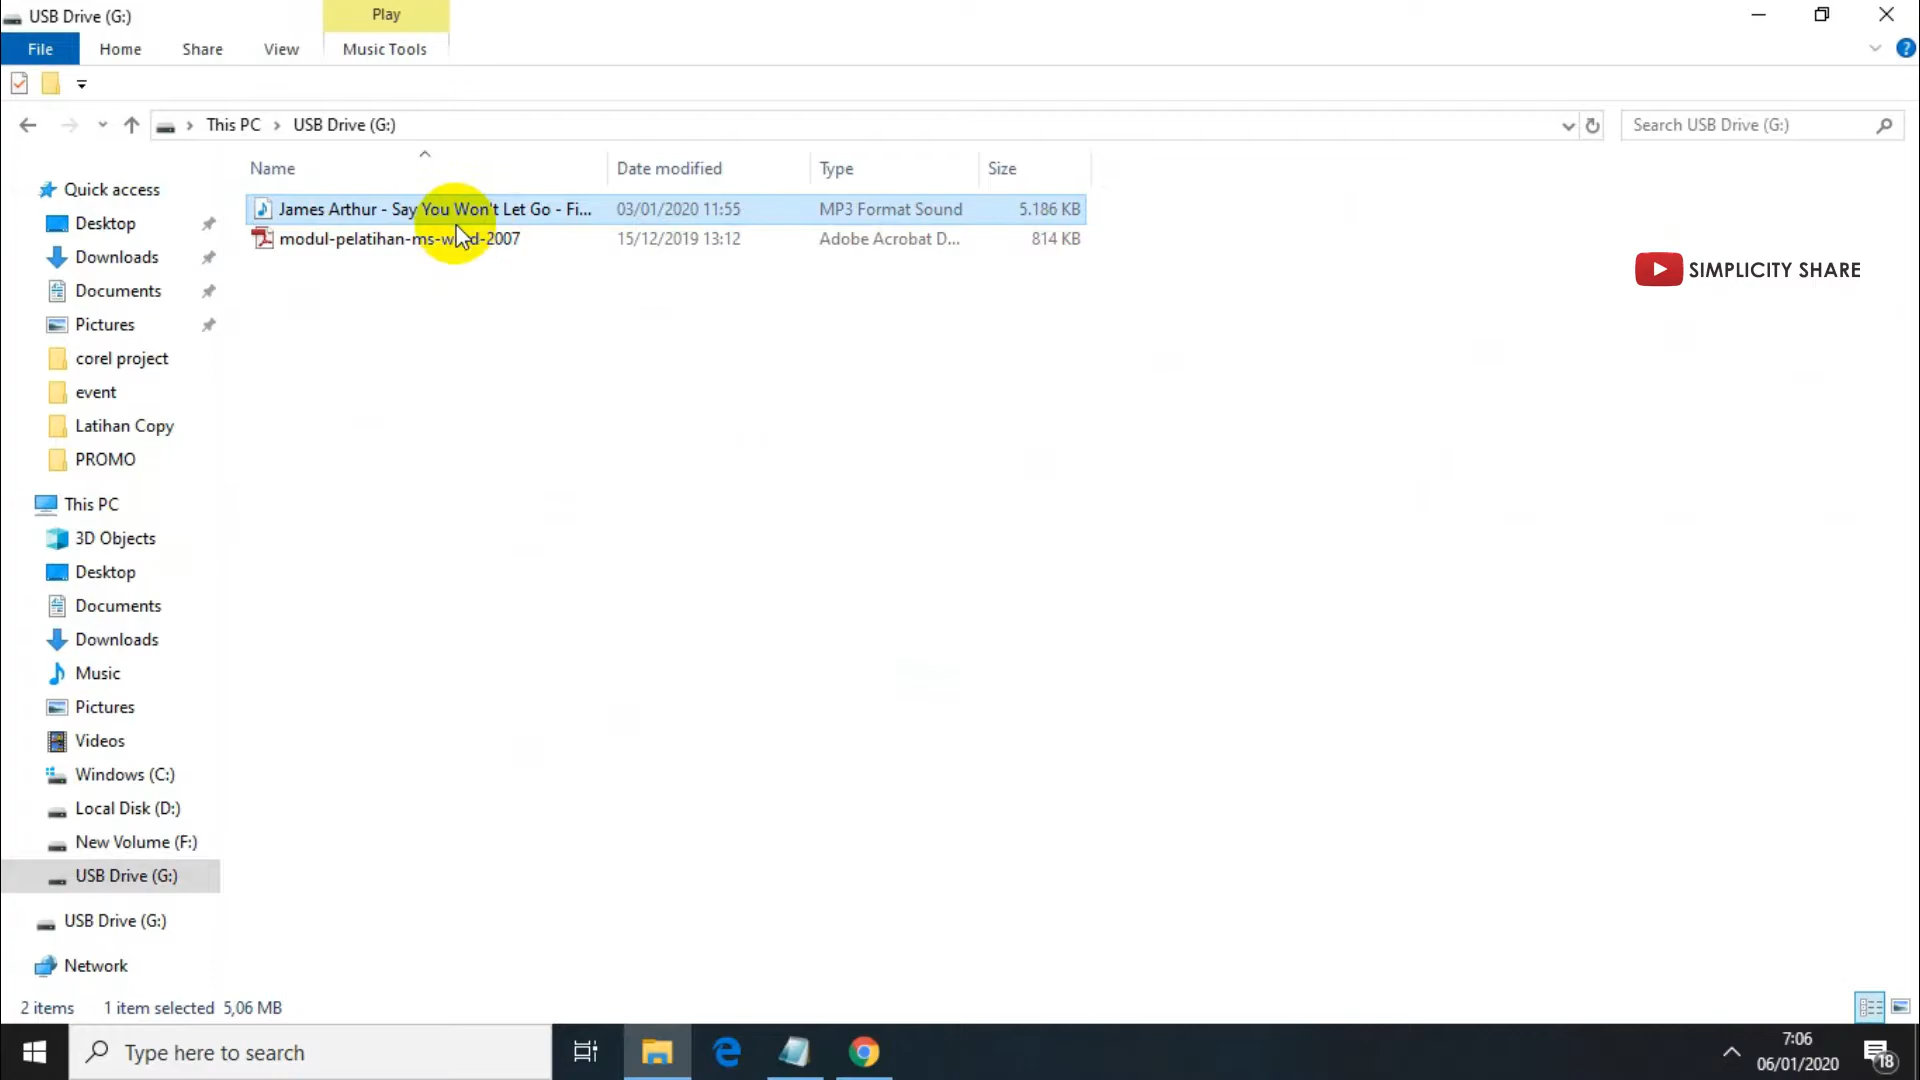 USB Drive (G:)
Play
File
Home
Share
View
Music Tools
This PC
USB Drive (G:)
Search USB Drive (G:)
Name
Date modified
Type
Size
James Arthur - Say You Won't Let Go - Fi...
03/01/2020 11:55
MP3 Format Sound
5.186 KB
modul-pelatihan-ms-word-2007
15/12/2019 13:12
Adobe Acrobat D...
814 KB
SIMPLICITY SHARE
Quick access
Desktop
Downloads
Documents
Pictures
corel project
event
Latihan Copy
PROMO
This PC
3D Objects
Desktop
Documents
Downloads
Music
Pictures
Videos
Windows (C:)
Local Disk (D:)
New Volume (F:)
USB Drive (G:)
USB Drive (G:)
Network
2 items
1 item selected 5,06 MB
Type here to search
7:06
06/01/2020
18